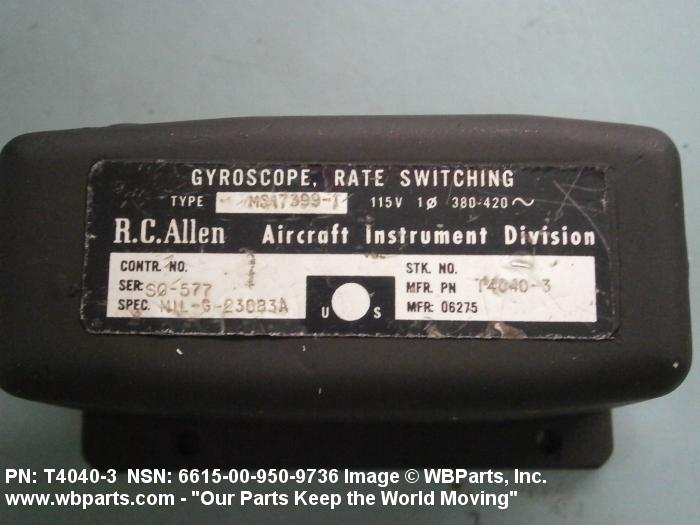 GYROSCOPE, RATE SWITCHING
TYPE MS17399-1 115V 1ø 380-420~
R.C.Allen Aircraft Instrument Division
CONTR. NO.
SER: SG-577
SPEC. MIL-G-23083A
U S
STK. NO.
MFR. PN T4040-3
MFR: 06275
PN: T4040-3 NSN: 6615-00-950-9736 Image © WBParts, Inc.
www.wbparts.com - "Our Parts Keep the World Moving"